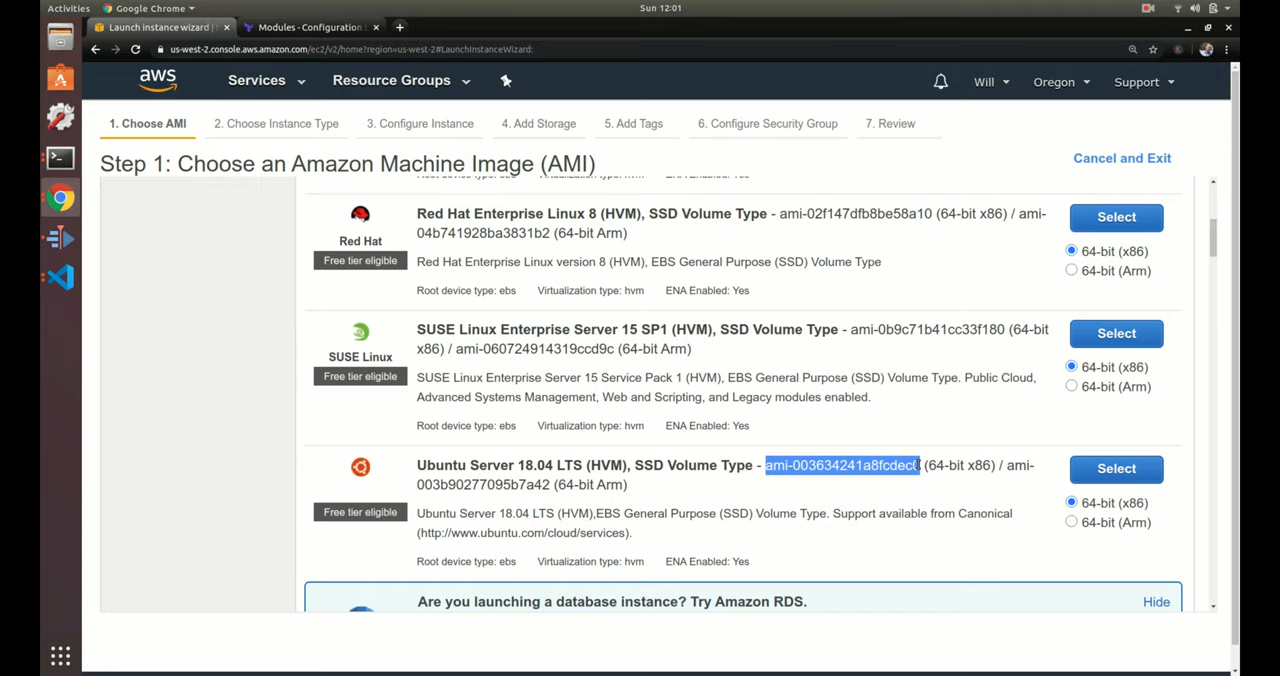 Activities Google Chrome Sun 12:01
Launch instance wizard | Modules - Configuration L
us-west-2.console.aws.amazon.com/ec2/v2/home?region=us-west-2#LaunchInstanceWizard:
aws Services Resource Groups Will Oregon Support
1. Choose AMI 2. Choose Instance Type 3. Configure Instance 4. Add Storage 5. Add Tags 6. Configure Security Group 7. Review
Step 1: Choose an Amazon Machine Image (AMI) Cancel and Exit
Red Hat Enterprise Linux 8 (HVM), SSD Volume Type - ami-02f147dfb8be58a10 (64-bit x86) / ami- Select
04b741928ba3831b2 (64-bit Arm)
Red Hat
64-bit (x86)
Free tier eligible Red Hat Enterprise Linux version 8 (HVM), EBS General Purpose (SSD) Volume Type
64-bit (Arm)
Root device type: ebs Virtualization type: hvm ENA Enabled: Yes
SUSE Linux Enterprise Server 15 SP1 (HVM), SSD Volume Type - ami-0b9c71b41cc33f180 (64-bit Select
x86) / ami-060724914319ccd9c (64-bit Arm)
SUSE Linux
64-bit (x86)
Free tier eligible SUSE Linux Enterprise Server 15 Service Pack 1 (HVM), EBS General Purpose (SSD) Volume Type. Public Cloud,
64-bit (Arm)
Advanced Systems Management, Web and Scripting, and Legacy modules enabled.
Root device type: ebs Virtualization type: hvm ENA Enabled: Yes
Ubuntu Server 18.04 LTS (HVM), SSD Volume Type - ami-003634241a8fcdec0 (64-bit x86) / ami- Select
003b90277095b7a42 (64-bit Arm)
64-bit (x86)
Free tier eligible Ubuntu Server 18.04 LTS (HVM),EBS General Purpose (SSD) Volume Type. Support available from Canonical
64-bit (Arm)
(http://www.ubuntu.com/cloud/services).
Root device type: ebs Virtualization type: hvm ENA Enabled: Yes
Are you launching a database instance? Try Amazon RDS. Hide